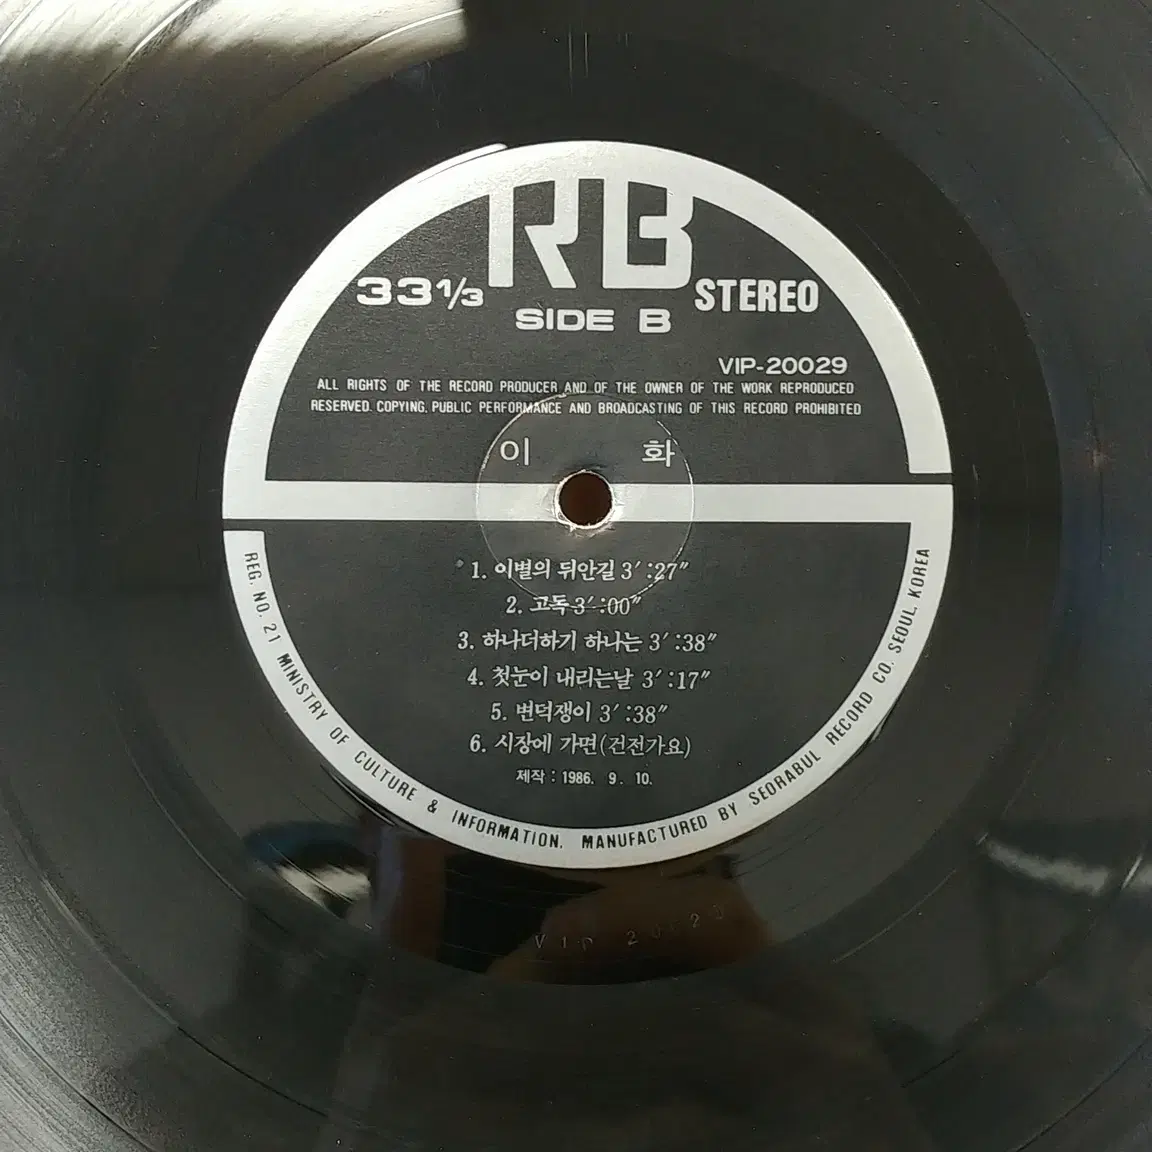 RB
33 1/3
STEREO
SIDE B
VIP-20029
ALL RIGHTS OF THE RECORD PRODUCER AND OF THE OWNER OF THE WORK REPRODUCED
RESERVED. COPYING, PUBLIC PERFORMANCE AND BROADCASTING OF THIS RECORD PROHIBITED
이 화
1. 이별의 뒤안길 3′:27″
2. 고독 3′:00″
3. 하나더하기 하나는 3′:38″
4. 첫눈이 내리는날 3′:17″
5. 변덕쟁이 3′:38″
6. 시장에 가면(건전가요)
제작 : 1986. 9. 10.
REG. NO. 21 MINISTRY OF CULTURE & INFORMATION, MANUFACTURED BY SEORABUL RECORD CO. SEOUL, KOREA
VIP 20029